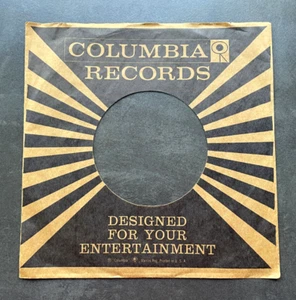 COLUMBIA
RECORDS
DESIGNED
FOR YOUR
ENTERTAINMENT